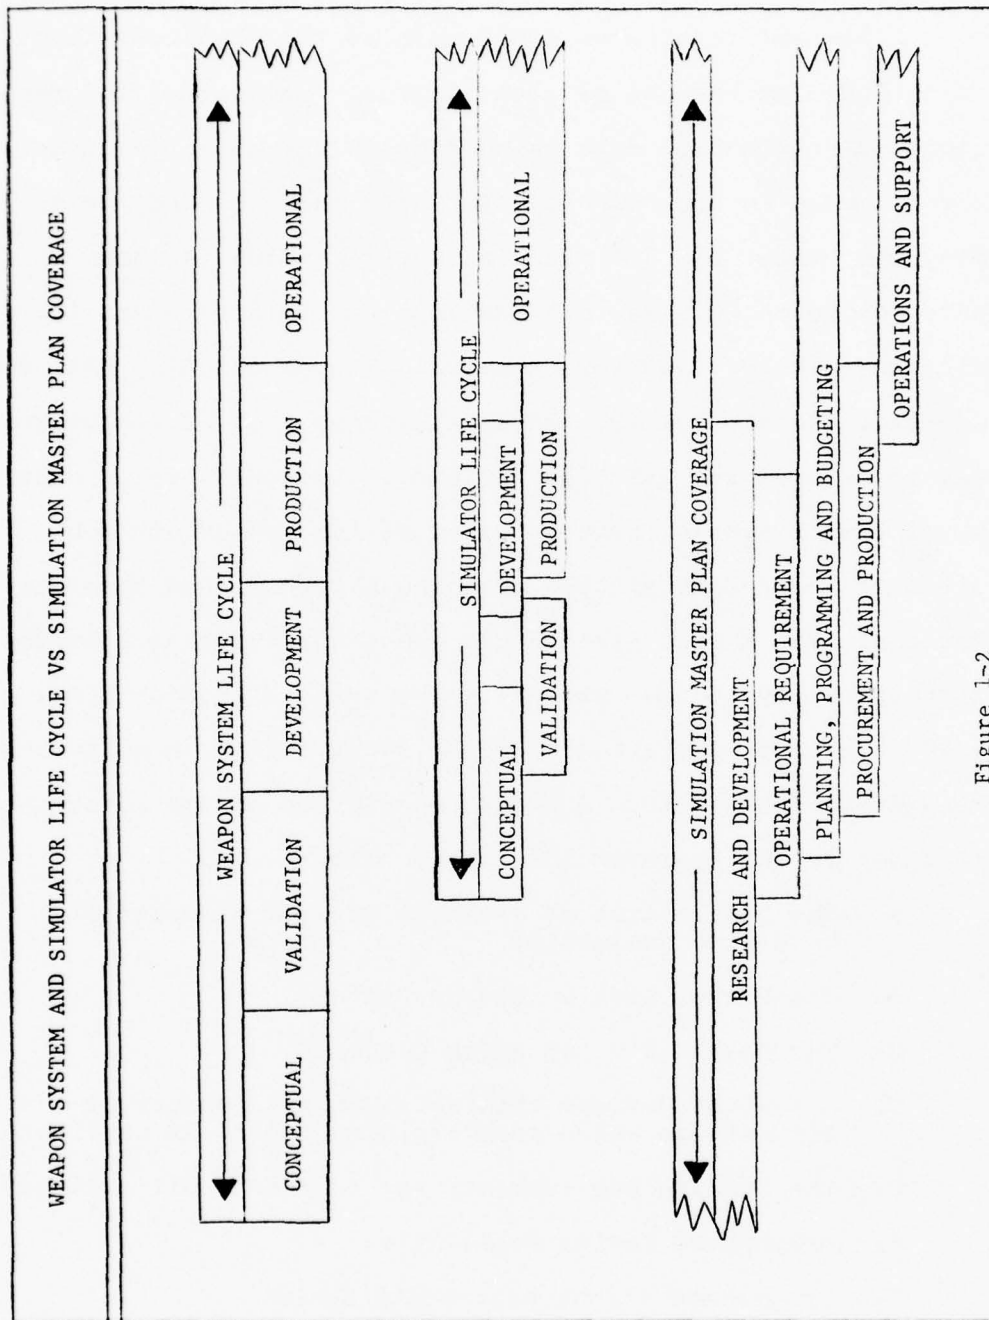 WEAPON SYSTEM AND SIMULATOR LIFE CYCLE VS SIMULATION MASTER PLAN COVERAGE
WEAPON SYSTEM LIFE CYCLE
CONCEPTUAL VALIDATION DEVELOPMENT PRODUCTION OPERATIONAL
SIMULATOR LIFE CYCLE
CONCEPTUAL DEVELOPMENT OPERATIONAL
VALIDATION PRODUCTION
SIMULATION MASTER PLAN COVERAGE
RESEARCH AND DEVELOPMENT
OPERATIONAL REQUIREMENT
PLANNING, PROGRAMMING AND BUDGETING
PROCUREMENT AND PRODUCTION
OPERATIONS AND SUPPORT
Figure 1-2